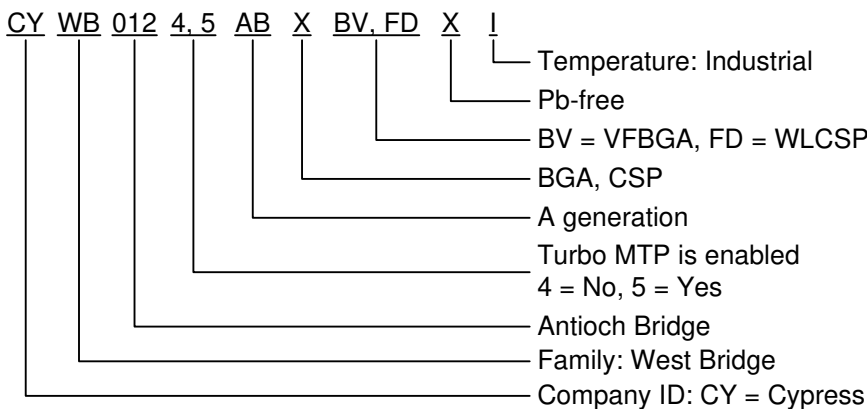 CY WB 012 4, 5 AB X BV, FD X I
Temperature: Industrial
Pb-free
BV = VFBGA, FD = WLCSP
BGA, CSP
A generation
Turbo MTP is enabled
4 = No, 5 = Yes
Antioch Bridge
Family: West Bridge
Company ID: CY = Cypress